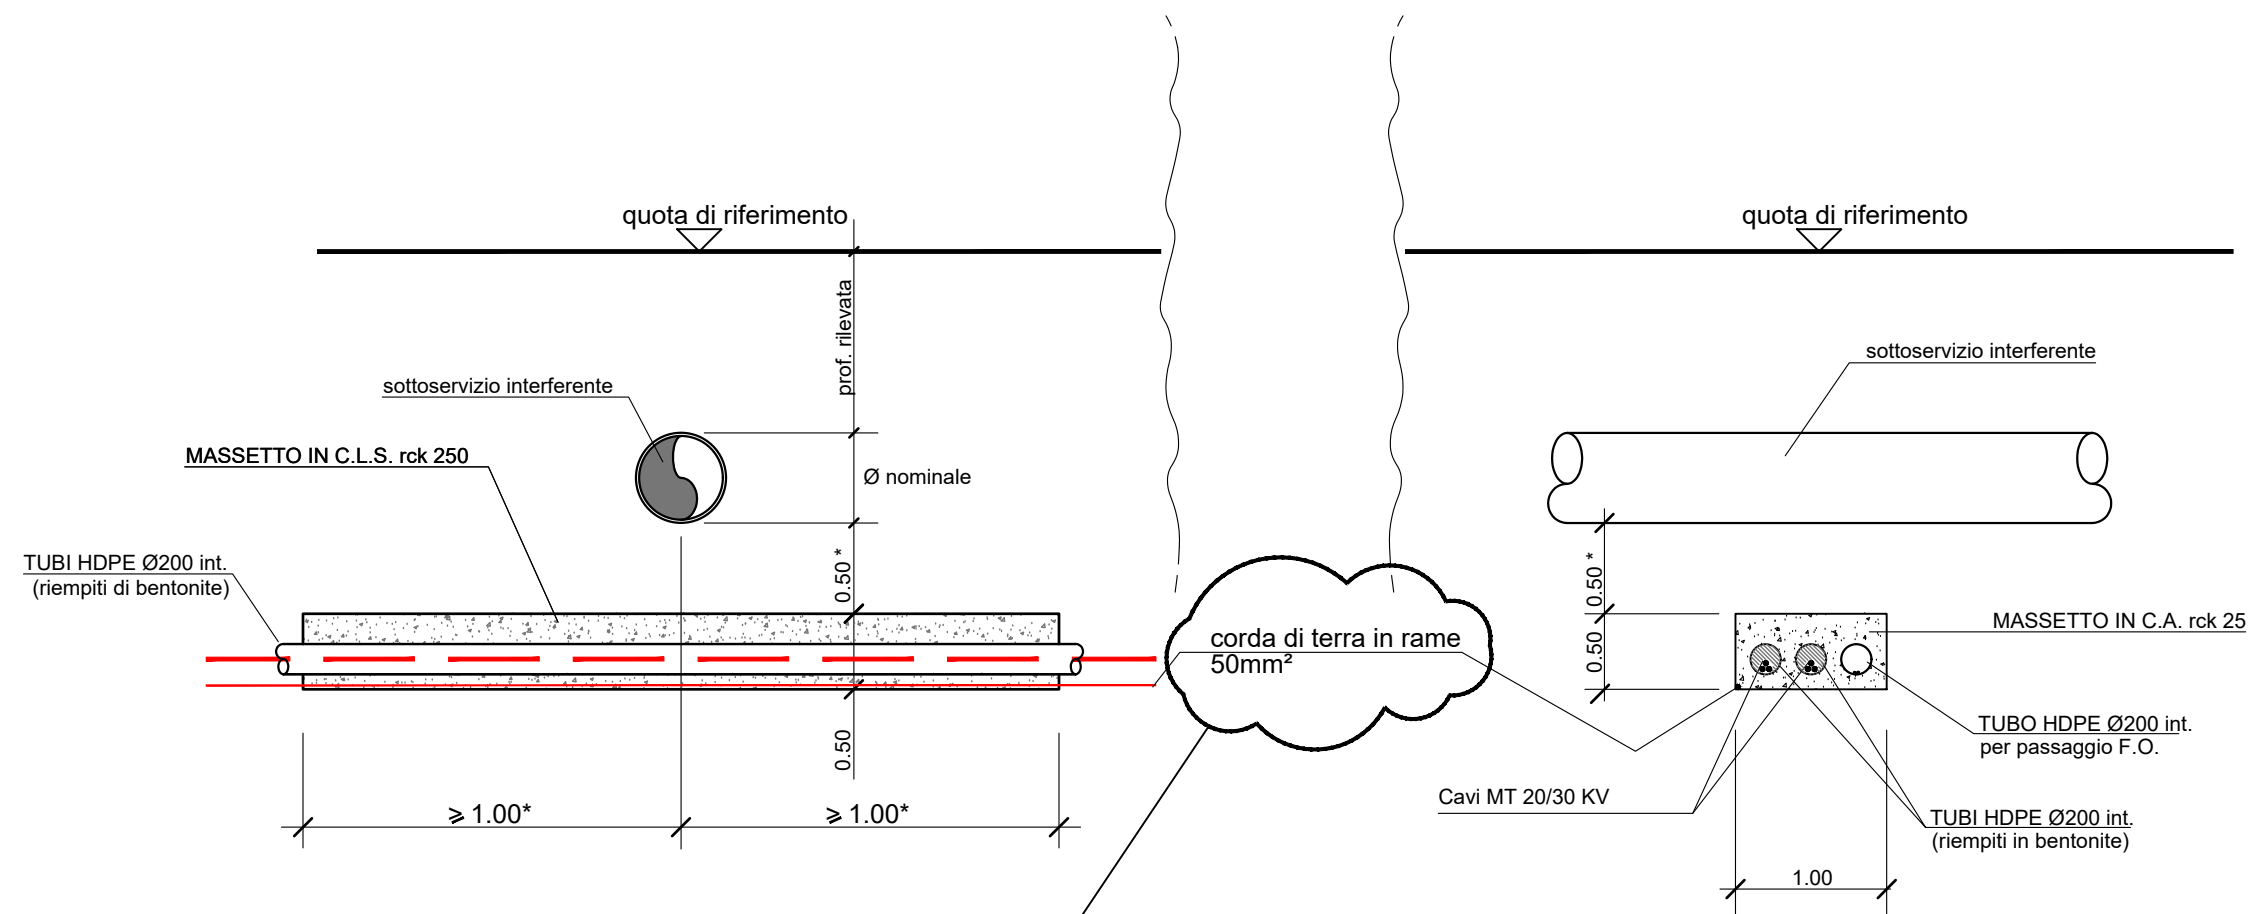 quota di riferimento
quota di riferimento
prof. rilevata
sottoservizio interferente
sottoservizio interferente
MASSETTO IN C.L.S. rck 250
Ø nominale
TUBI HDPE Ø200 int.
(riempiti di bentonite)
0.50 *
0.50 *
corda di terra in rame
50mm²
MASSETTO IN C.A. rck 25
0.50
0.50
TUBO HDPE Ø200 int.
per passaggio F.O.
Cavi MT 20/30 KV
⩾ 1.00*
⩾ 1.00*
TUBI HDPE Ø200 int.
(riempiti in bentonite)
1.00